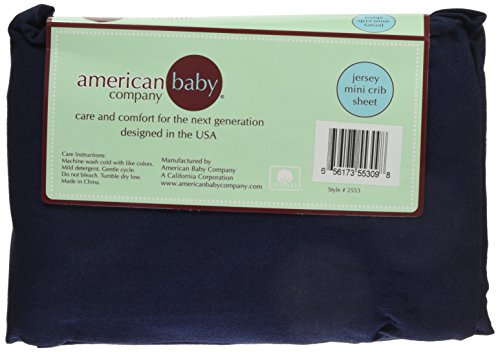 american baby
company ®
care and comfort for the next generation
designed in the USA
jersey
mini crib
sheet
Care Instructions:
Machine wash cold with like colors.
Mild detergent. Gentle cycle.
Do not bleach. Tumble dry low.
Made in China.
Manufactured by
American Baby Company
A California Corporation
www.americanbabycompany.com
6 56173 55309 8
Style # 2553